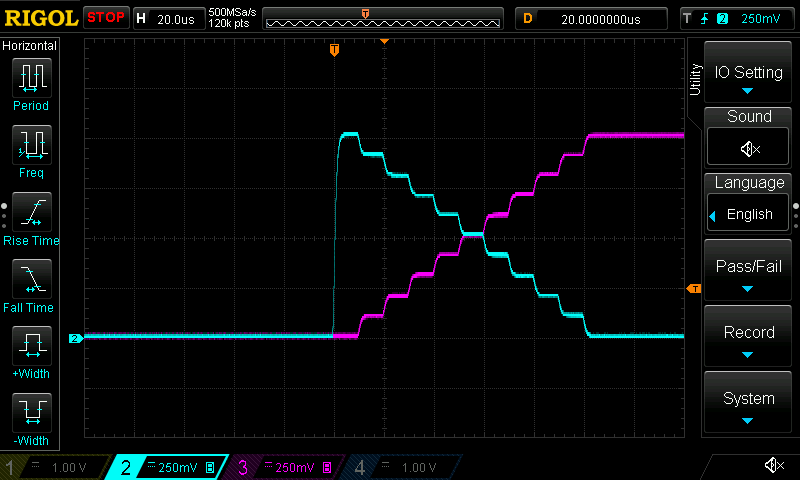 RIGOL STOP H 20.0us 500MSa/s 120k pts T D 20.0000000us T 2 250mV
Horizontal
Period
Freq
Rise Time
Fall Time
+Width
-Width
T
2
T
Utility
IO Setting
Sound
Language
English
Pass/Fail
Record
System
1 1.00 V 2 250mV B 3 250mV B 4 1.00 V